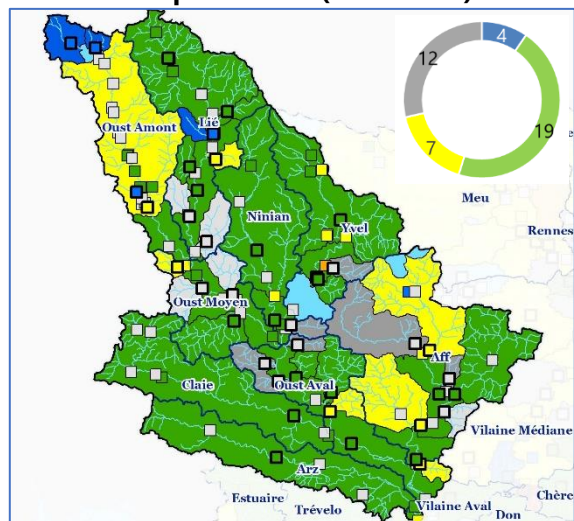 12
4
19
7
Oust Amont
Lié
Meu
Ninian
Yvel
Rennes
Oust Moyen
Aff
Claie
Oust Aval
Vilaine Médiane
Arz
Estuaire
Trévelo
Vilaine Aval
Chère
Don